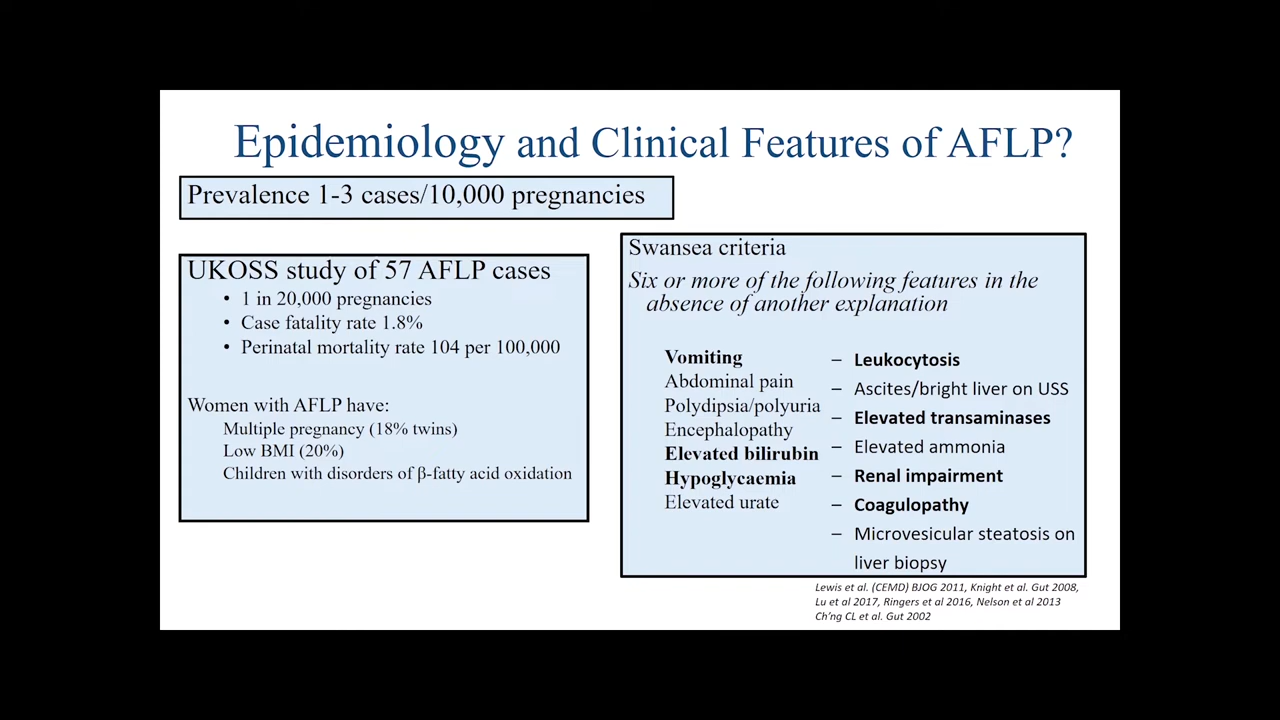 Epidemiology and Clinical Features of AFLP?
Prevalence 1-3 cases/10,000 pregnancies
UKOSS study of 57 AFLP cases
• 1 in 20,000 pregnancies
• Case fatality rate 1.8%
• Perinatal mortality rate 104 per 100,000
Women with AFLP have:
Multiple pregnancy (18% twins)
Low BMI (20%)
Children with disorders of β-fatty acid oxidation
Swansea criteria
Six or more of the following features in the
absence of another explanation
Vomiting
Abdominal pain
Polydipsia/polyuria
Encephalopathy
Elevated bilirubin
Hypoglycaemia
Elevated urate
– Leukocytosis
– Ascites/bright liver on USS
– Elevated transaminases
– Elevated ammonia
– Renal impairment
– Coagulopathy
– Microvesicular steatosis on
liver biopsy
Lewis et al. (CEMD) BJOG 2011, Knight et al. Gut 2008,
Lu et al 2017, Ringers et al 2016, Nelson et al 2013
Ch'ng CL et al. Gut 2002